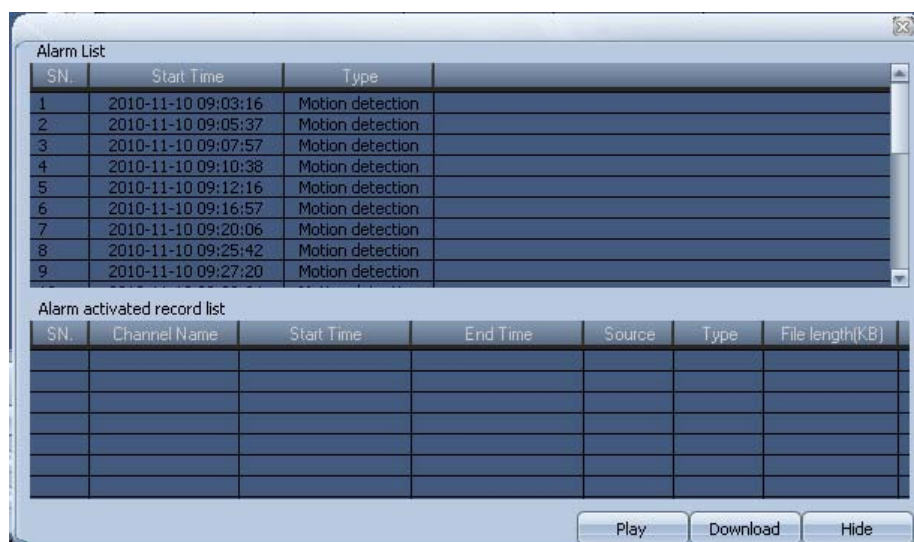 Alarm List
SN. Start Time Type
1 2010-11-10 09:03:16 Motion detection
2 2010-11-10 09:05:37 Motion detection
3 2010-11-10 09:07:57 Motion detection
4 2010-11-10 09:10:38 Motion detection
5 2010-11-10 09:12:16 Motion detection
6 2010-11-10 09:16:57 Motion detection
7 2010-11-10 09:20:06 Motion detection
8 2010-11-10 09:25:42 Motion detection
9 2010-11-10 09:27:20 Motion detection
Alarm activated record list
SN. Channel Name Start Time End Time Source Type File length(KB)
Play Download Hide